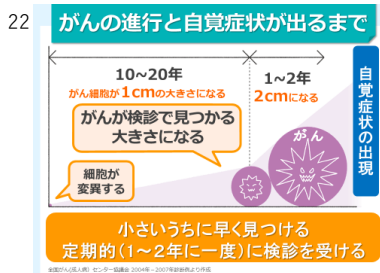 22
がんの進行と自覚症状が出るまで
10~20年
がん細胞が1cmの大きさになる
1~2年
2cmになる
がんが検診で見つかる
大きさになる
細胞が
変異する
がん
自覚症状の出現
小さいうちに早く見つける
定期的(1~2年に一度)に検診を受ける
全国がん(成人病)センター協議会 2004年-2007年診断例より作成